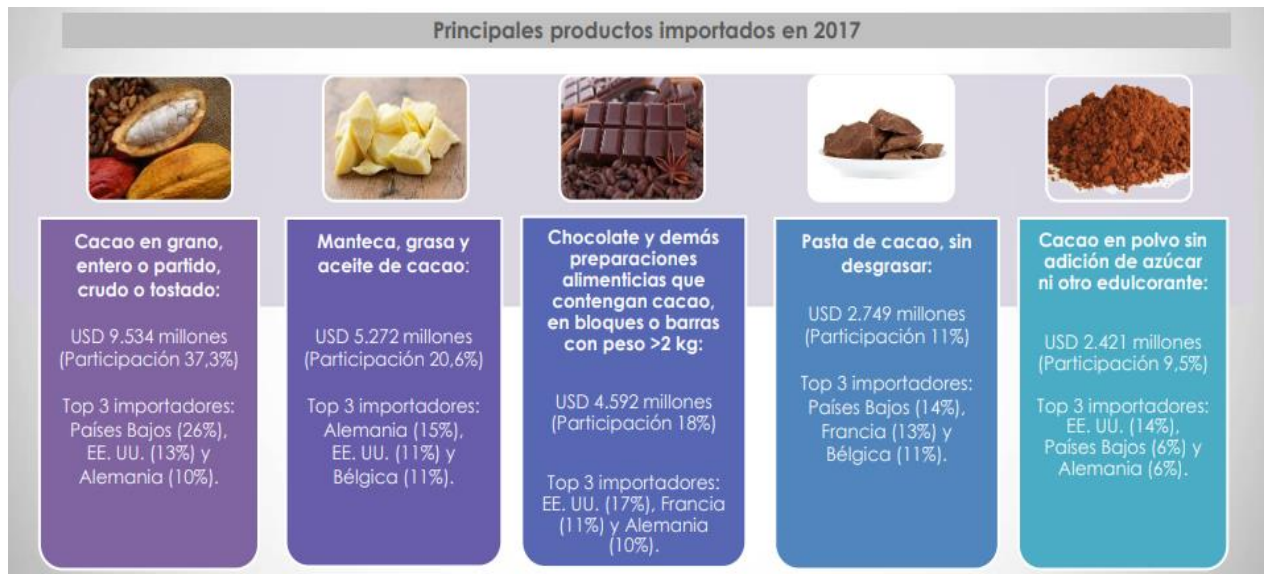 Principales productos importados en 2017
Cacao en grano,
entero o partido,
crudo o tostado:
USD 9.534 millones
(Participación 37,3%)
Top 3 importadores:
Países Bajos (26%),
EE. UU. (13%) y
Alemania (10%).
Manteca, grasa y
aceite de cacao:
USD 5.272 millones
(Participación 20,6%)
Top 3 importadores:
Alemania (15%),
EE. UU. (11%) y
Bélgica (11%).
Chocolate y demás
preparaciones
alimenticias que
contengan cacao,
en bloques o barras
con peso >2 kg:
USD 4.592 millones
(Participación 18%)
Top 3 importadores:
EE. UU. (17%), Francia
(11%) y Alemania
(10%).
Pasta de cacao, sin
desgrasar:
USD 2.749 millones
(Participación 11%)
Top 3 importadores:
Países Bajos (14%),
Francia (13%) y
Bélgica (11%).
Cacao en polvo sin
adición de azúcar
ni otro edulcorante:
USD 2.421 millones
(Participación 9,5%)
Top 3 importadores:
EE. UU. (14%),
Países Bajos (6%) y
Alemania (6%).